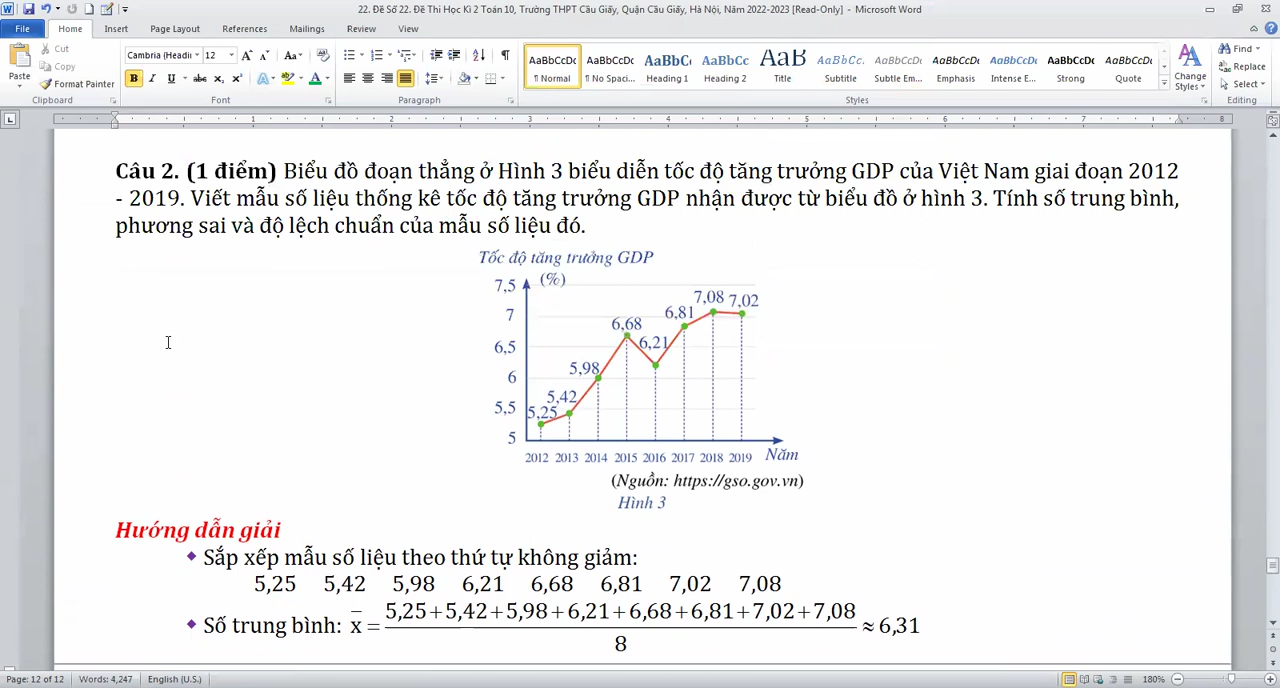 22. Đề Số 22. Đề Thi Học Kì 2 Toán 10, Trường THPT Cầu Giấy, Quận Cầu Giấy, Hà Nội, Năm 2022-2023 [Read-Only] - Microsoft Word
File Home Insert Page Layout References Mailings Review View
Paste Cut Copy Format Painter
Cambria (Headi 12
AaBbCcDc AaBbCcDc AaBbC AaBbCc AaB AaBbCc. AaBbCcDc AaBbCcDc AaBbCcDc AaBbCcDc AaBbCcDc
¶ Normal ¶ No Spaci... Heading 1 Heading 2 Title Subtitle Subtle Em... Emphasis Intense E... Strong Quote
Change Styles
Find Replace Select
Clipboard Font Paragraph Styles Editing
1 2 3 4 5 6 7 8
Câu 2. (1 điểm) Biểu đồ đoạn thẳng ở Hình 3 biểu diễn tốc độ tăng trưởng GDP của Việt Nam giai đoạn 2012
- 2019. Viết mẫu số liệu thống kê tốc độ tăng trưởng GDP nhận được từ biểu đồ ở hình 3. Tính số trung bình,
phương sai và độ lệch chuẩn của mẫu số liệu đó.
Tốc độ tăng trưởng GDP
(%)
7,5
7
6,5
6
5,5
5
5,25 5,42 5,98 6,68 6,21 6,81 7,08 7,02
2012 2013 2014 2015 2016 2017 2018 2019 Năm
(Nguồn: https://gso.gov.vn)
Hình 3
Hướng dẫn giải
Sắp xếp mẫu số liệu theo thứ tự không giảm:
5,25 5,42 5,98 6,21 6,68 6,81 7,02 7,08
Số trung bình: x̄ = (5,25+5,42+5,98+6,21+6,68+6,81+7,02+7,08)/8 ≈ 6,31
Page: 12 of 12 Words: 4,247 English (U.S.) 180%